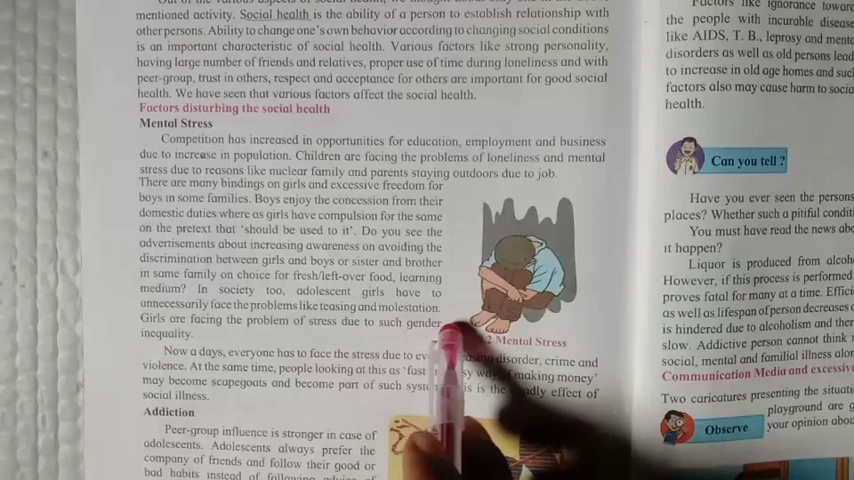 mentioned activity. Social health is the ability of a person to establish relationship with
other persons. Ability to change one's own behavior according to changing social conditions
is an important characteristic of social health. Various factors like strong personality,
having large number of friends and relatives, proper use of time during loneliness and with
peer-group, trust in others, respect and acceptance for others are important for good social
health. We have seen that various factors affect the social health.
Factors disturbing the social health
Mental Stress
Competition has increased in opportunities for education, employment and business
due to increase in population. Children are facing the problems of loneliness and mental
stress due to reasons like nuclear family and parents staying outdoors due to job.
There are many bindings on girls and excessive freedom for
boys in some families. Boys enjoy the concession from their
domestic duties where as girls have compulsion for the same
on the pretext that 'should be used to it'. Do you see the
advertisements about increasing awareness on avoiding the
discrimination between girls and boys or sister and brother
in same family on choice for fresh/left-over food, learning
medium? In society too, adolescent girls have to
unnecessarily face the problems like teasing and molestation.
Girls are facing the problem of stress due to such gender
inequality.
.2 Mental Stress
Now a days, everyone has to face the stress due to disorder, crime and
violence. At the same time, people looking at this as 'fast making money'
may become scapegoats and become part of such is the effect of
social illness.
Addiction
Peer-group influence is stronger in case of
adolescents. Adolescents always prefer the
company of friends and follow their good or
bad habits instead of following
Factors like ignorance toward
the people with incurable disease
like AIDS, T. B., leprosy and
disorders as well as old persons lead
to increase in old age homes and such
factors also may cause harm to
health.
Can you tell ?
Have you ever seen the persons
places? Whether such a pitiful
You must have read the news
it happen?
Liquor is produced from
However, if this process is performed
proves fatal for many at a time.
as well as lifespan of person decreases
is hindered due to alcoholism and
slow. Addictive person cannot think
social, mental and familial illness
Communication Media and
Two caricatures presenting the
playground are
your opinion
Observe